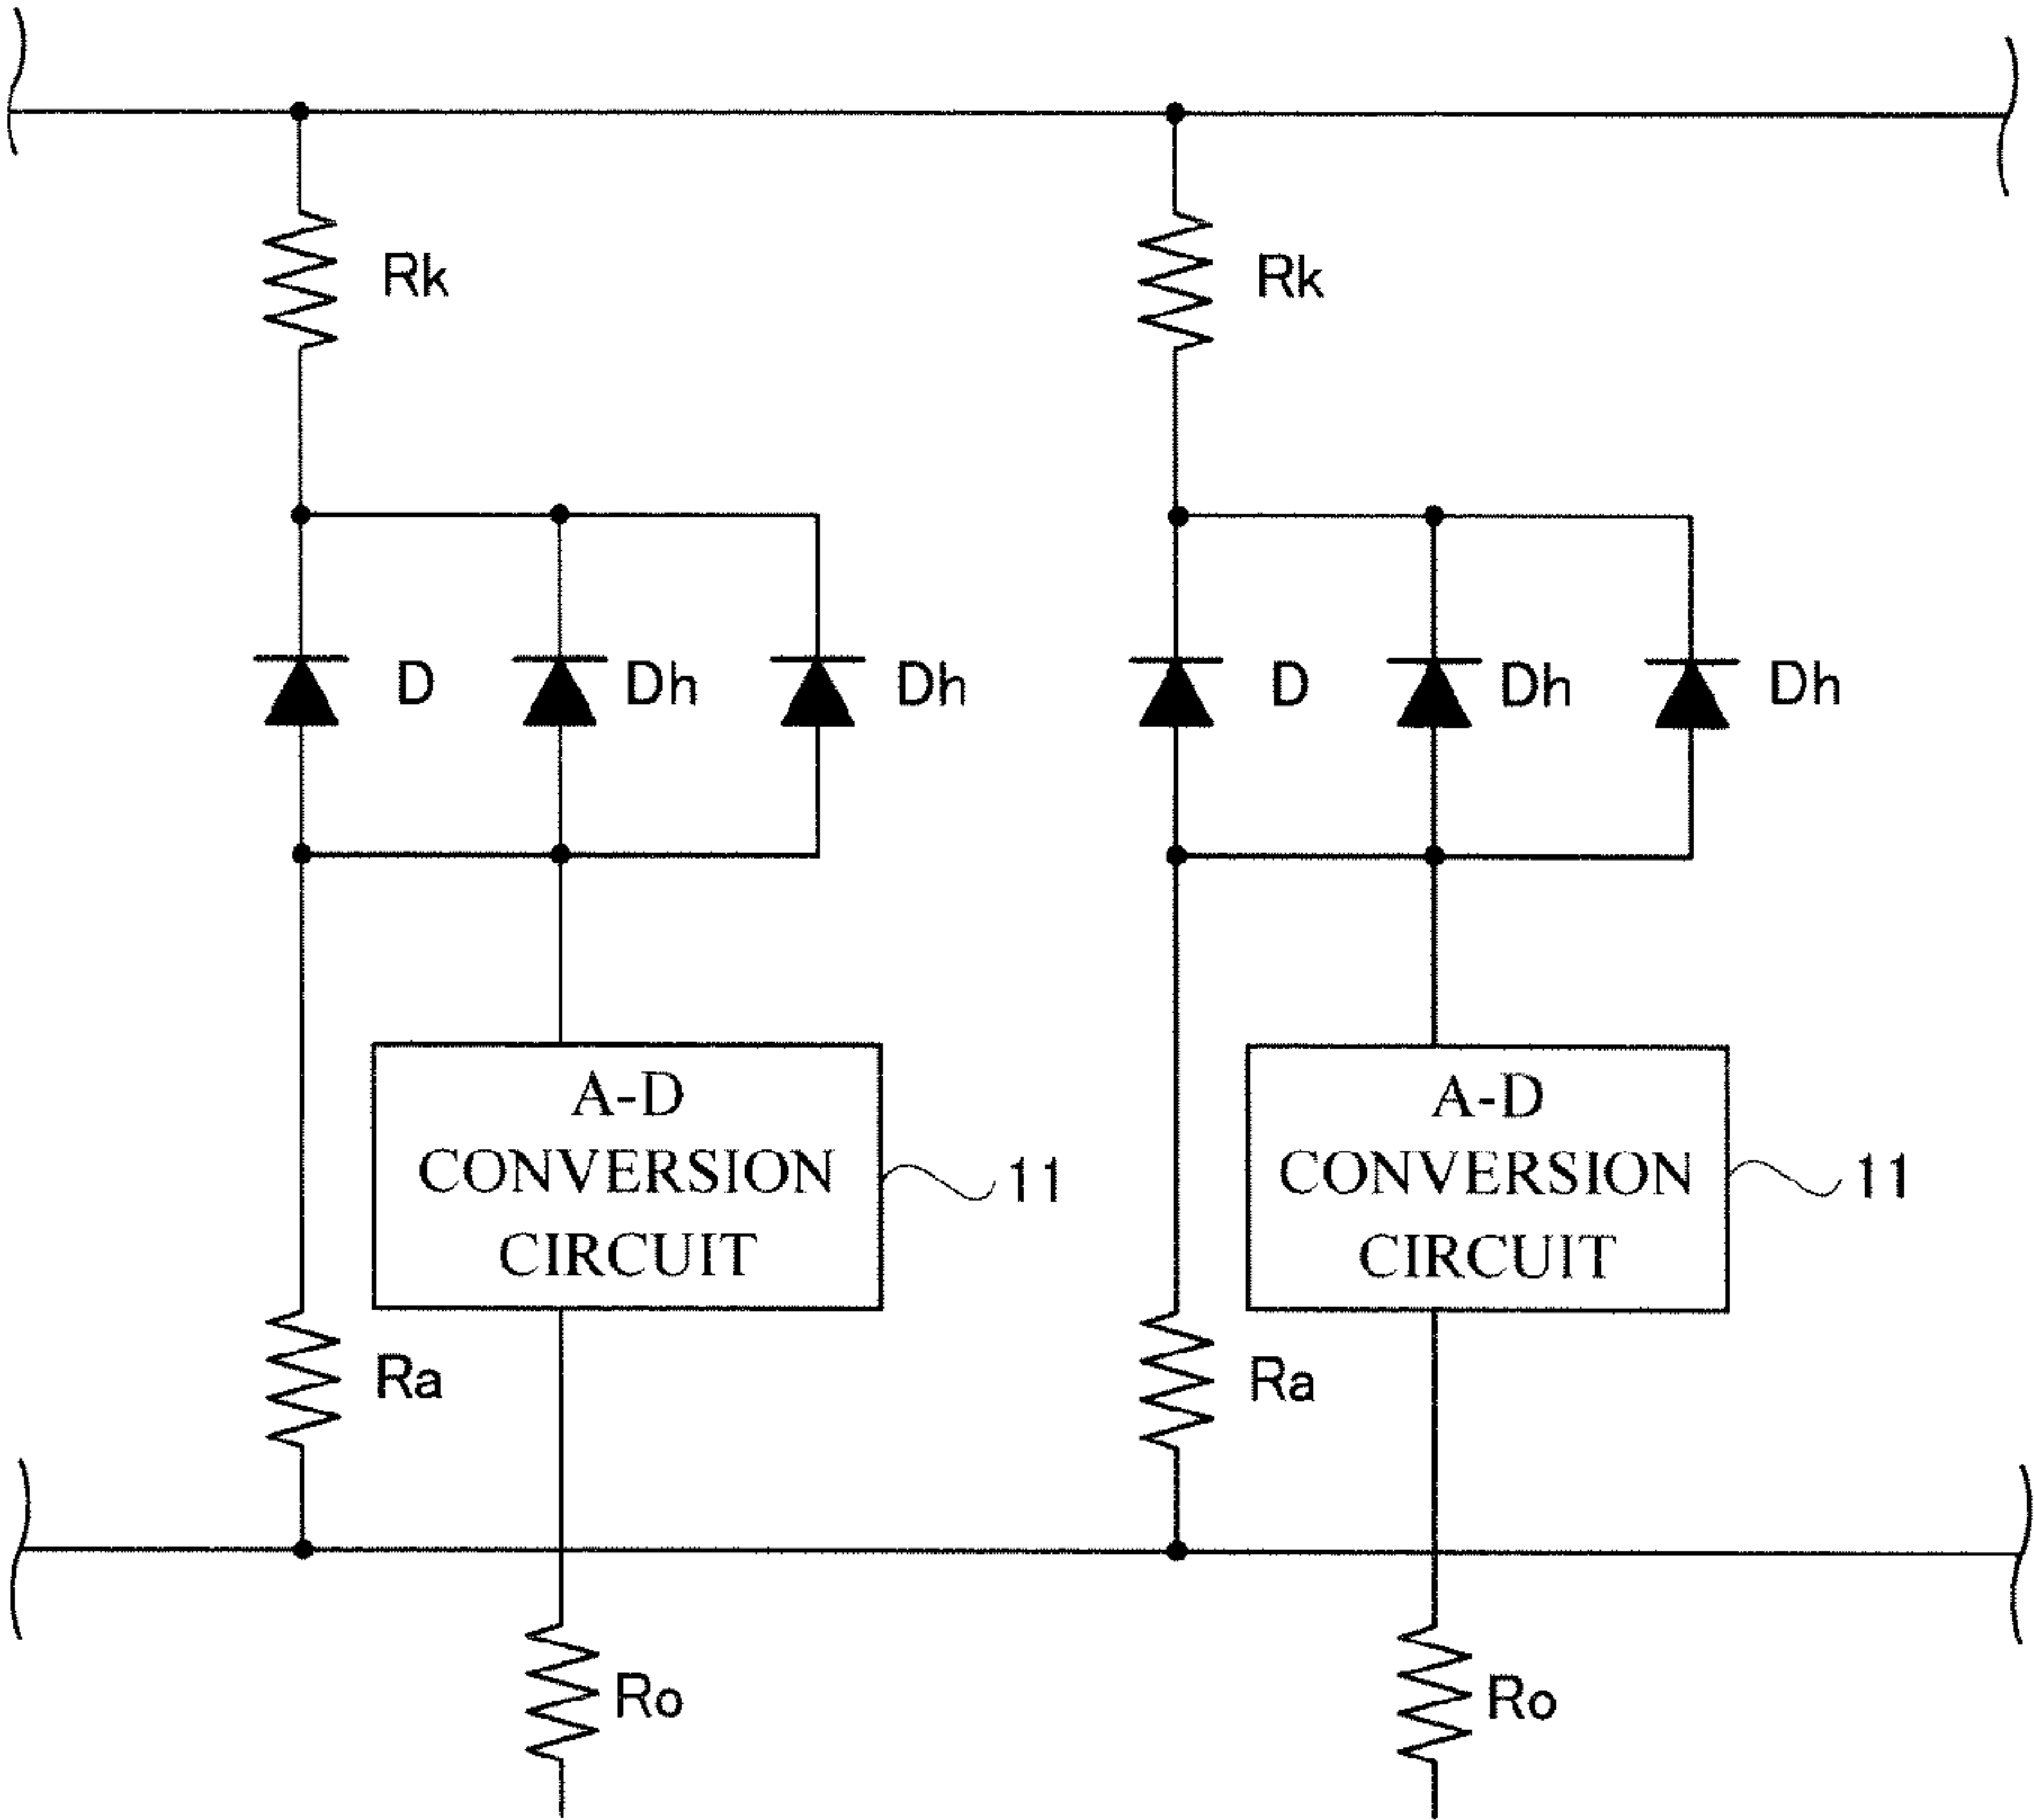 Rk Rk
D Dh Dh D Dh Dh
A-D
CONVERSION
CIRCUIT
11
A-D
CONVERSION
CIRCUIT
11
Ra Ra
Ro Ro